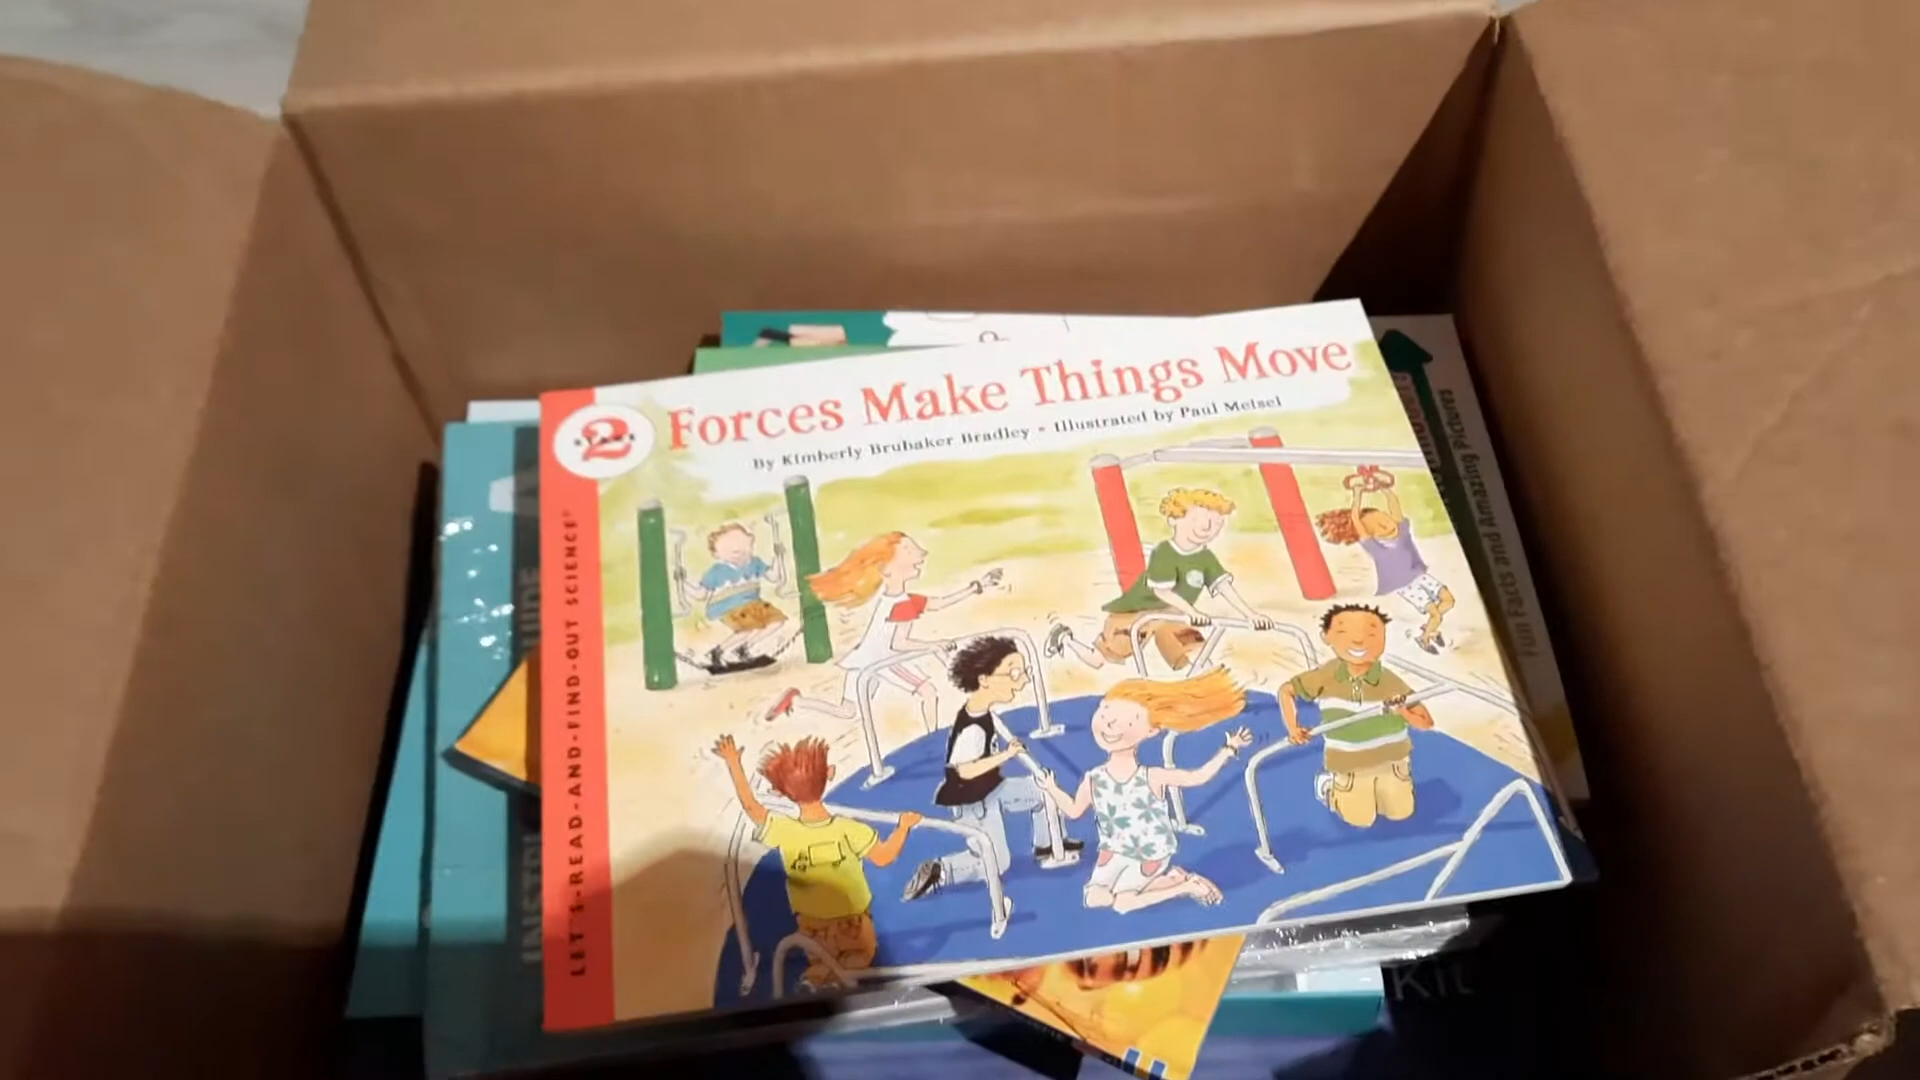 2
Forces Make Things Move
By Kimberly Brubaker Bradley • Illustrated by Paul Meisel
LET'S-READ-AND-FIND-OUT SCIENCE®
Fun Facts and Amazing Pictures
Kit